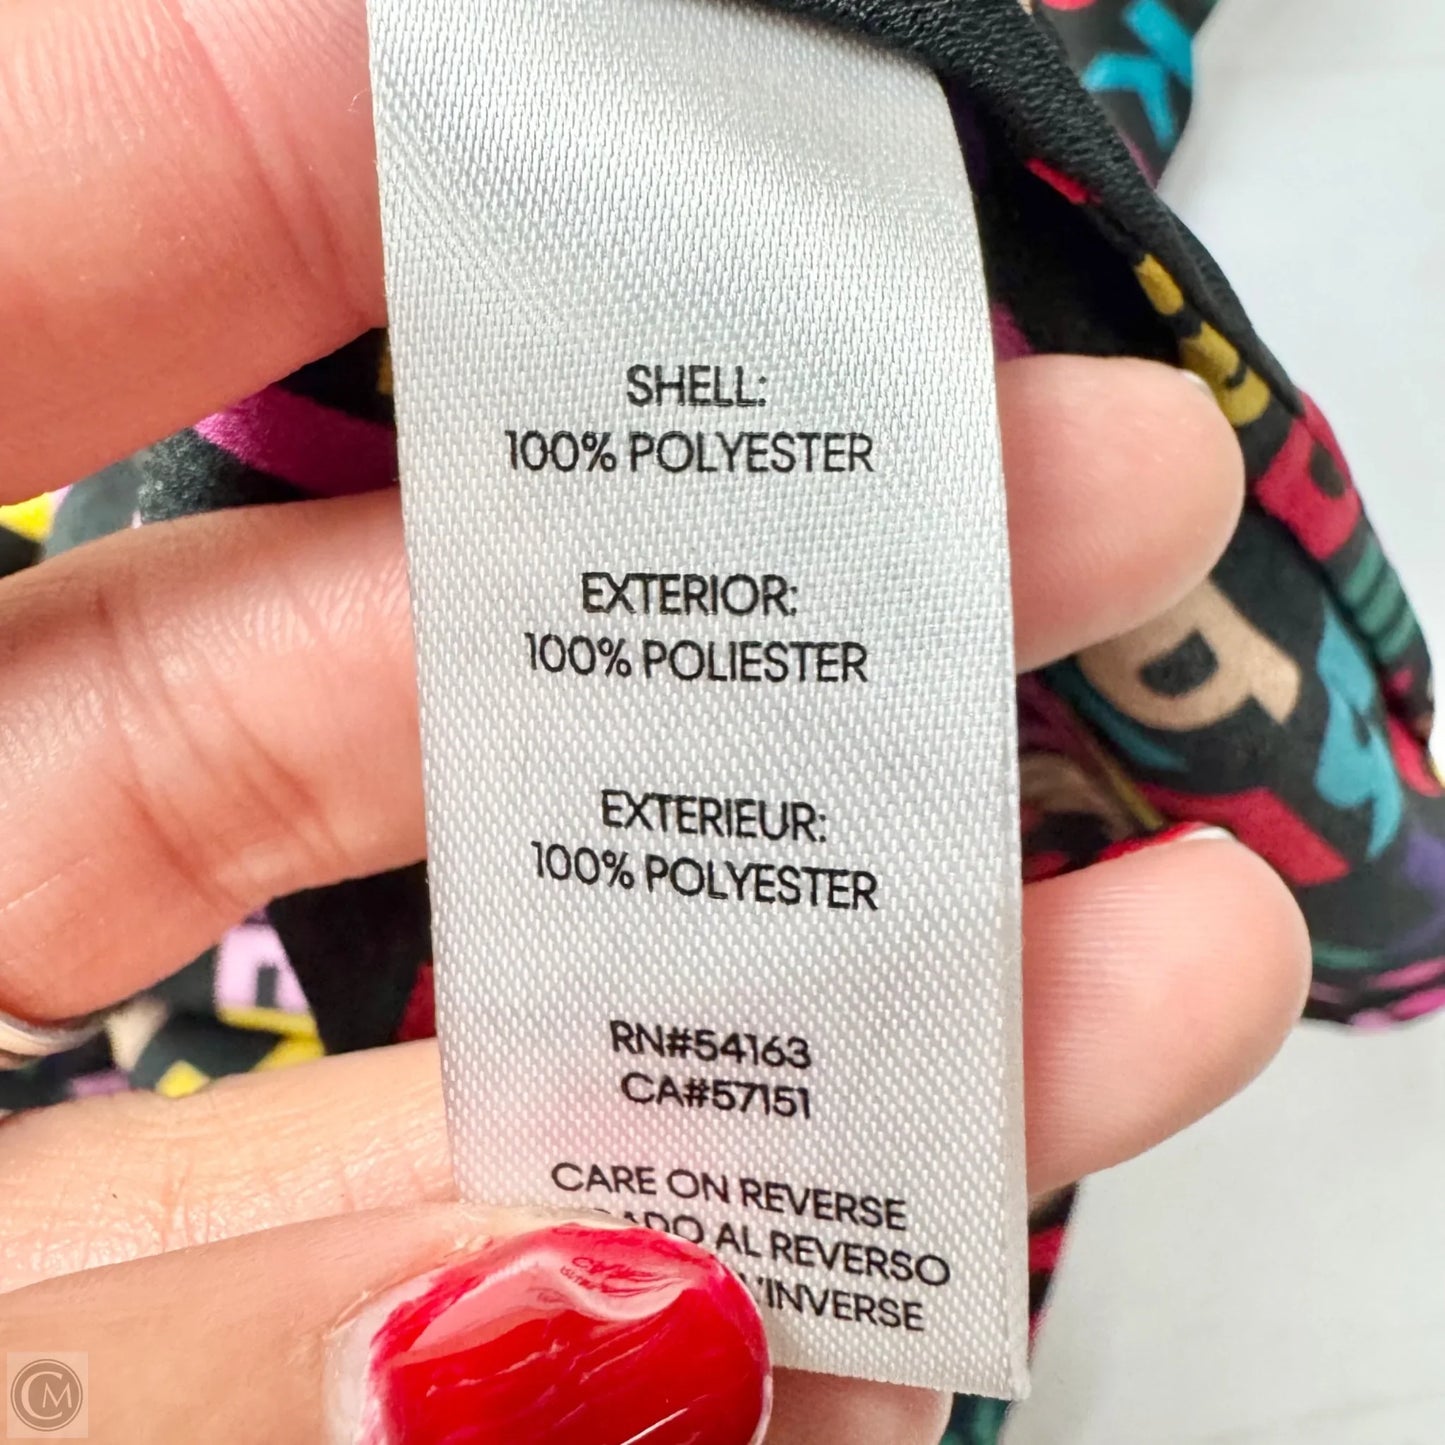 SHELL:
100% POLYESTER
EXTERIOR:
100% POLIESTER
EXTERIEUR:
100% POLYESTER
RN#54163
CA#57151
CARE ON REVERSE
AL REVERSO
L'INVERSE
CM